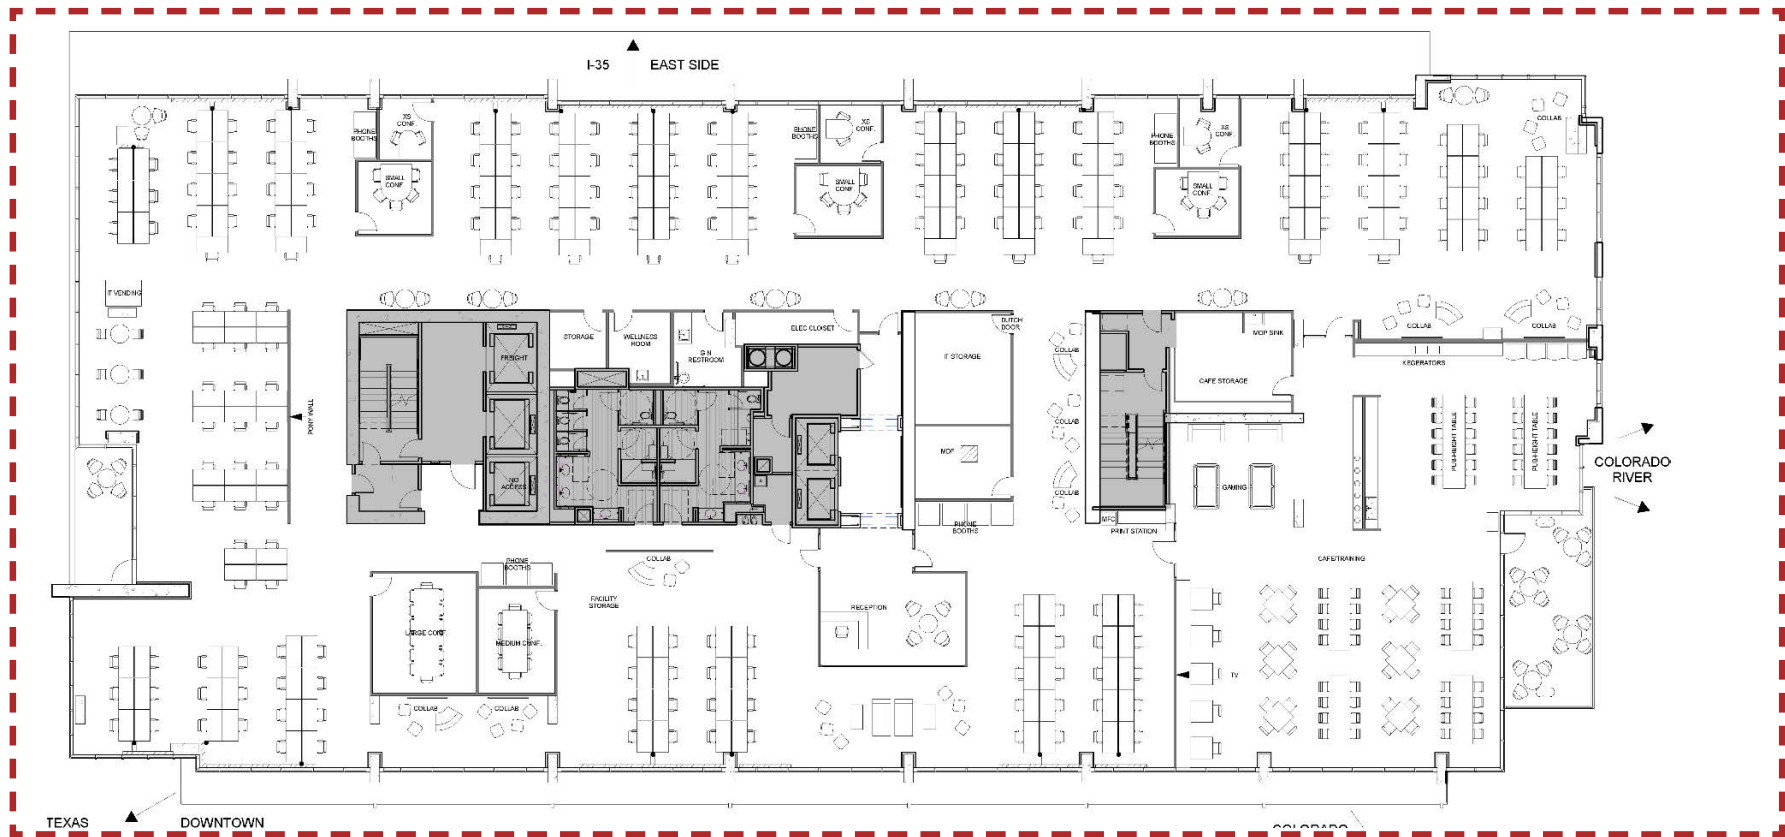 I-35 EAST SIDE
XS
CONF.
PHONE
BOOTHS
SMALL
CONF.
XS
CONF.
PHONE
BOOTHS
SMALL
CONF.
XS
CONF.
PHONE
BOOTHS
SMALL
CONF.
COLLAB
IT VENDING
PONY WALL
FREIGHT
NO
ACCESS
STORAGE
WELLNESS
ROOM
G N
RESTROOM
ELEC CLOSET
DUTCH
DOOR
IT STORAGE
MDF
PHONE
BOOTHS
COLLAB
COLLAB
COLLAB
MOP SINK
CAFE STORAGE
COLLAB
COLLAB
KEGERATORS
PUB-HEIGHT TABLE
PUB-HEIGHT TABLE
COLORADO
RIVER
GAMING
MFC
PRINT STATION
CAFE/TRAINING
PHONE
BOOTHS
COLLAB
FACILITY
STORAGE
LARGE CONF.
MEDIUM CONF.
RECEPTION
TV
COLLAB
COLLAB
TEXAS
DOWNTOWN
COLORADO